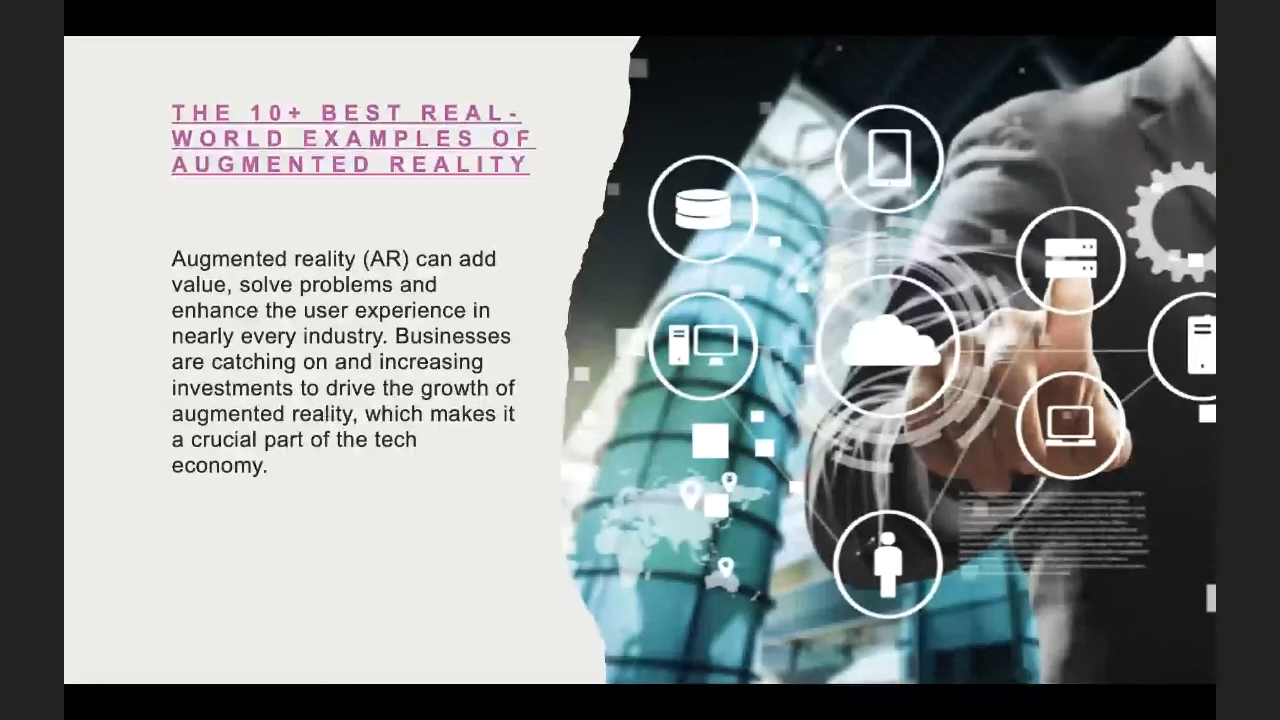 THE 10+ BEST REAL-
WORLD EXAMPLES OF
AUGMENTED REALITY
Augmented reality (AR) can add
value, solve problems and
enhance the user experience in
nearly every industry. Businesses
are catching on and increasing
investments to drive the growth of
augmented reality, which makes it
a crucial part of the tech
economy.